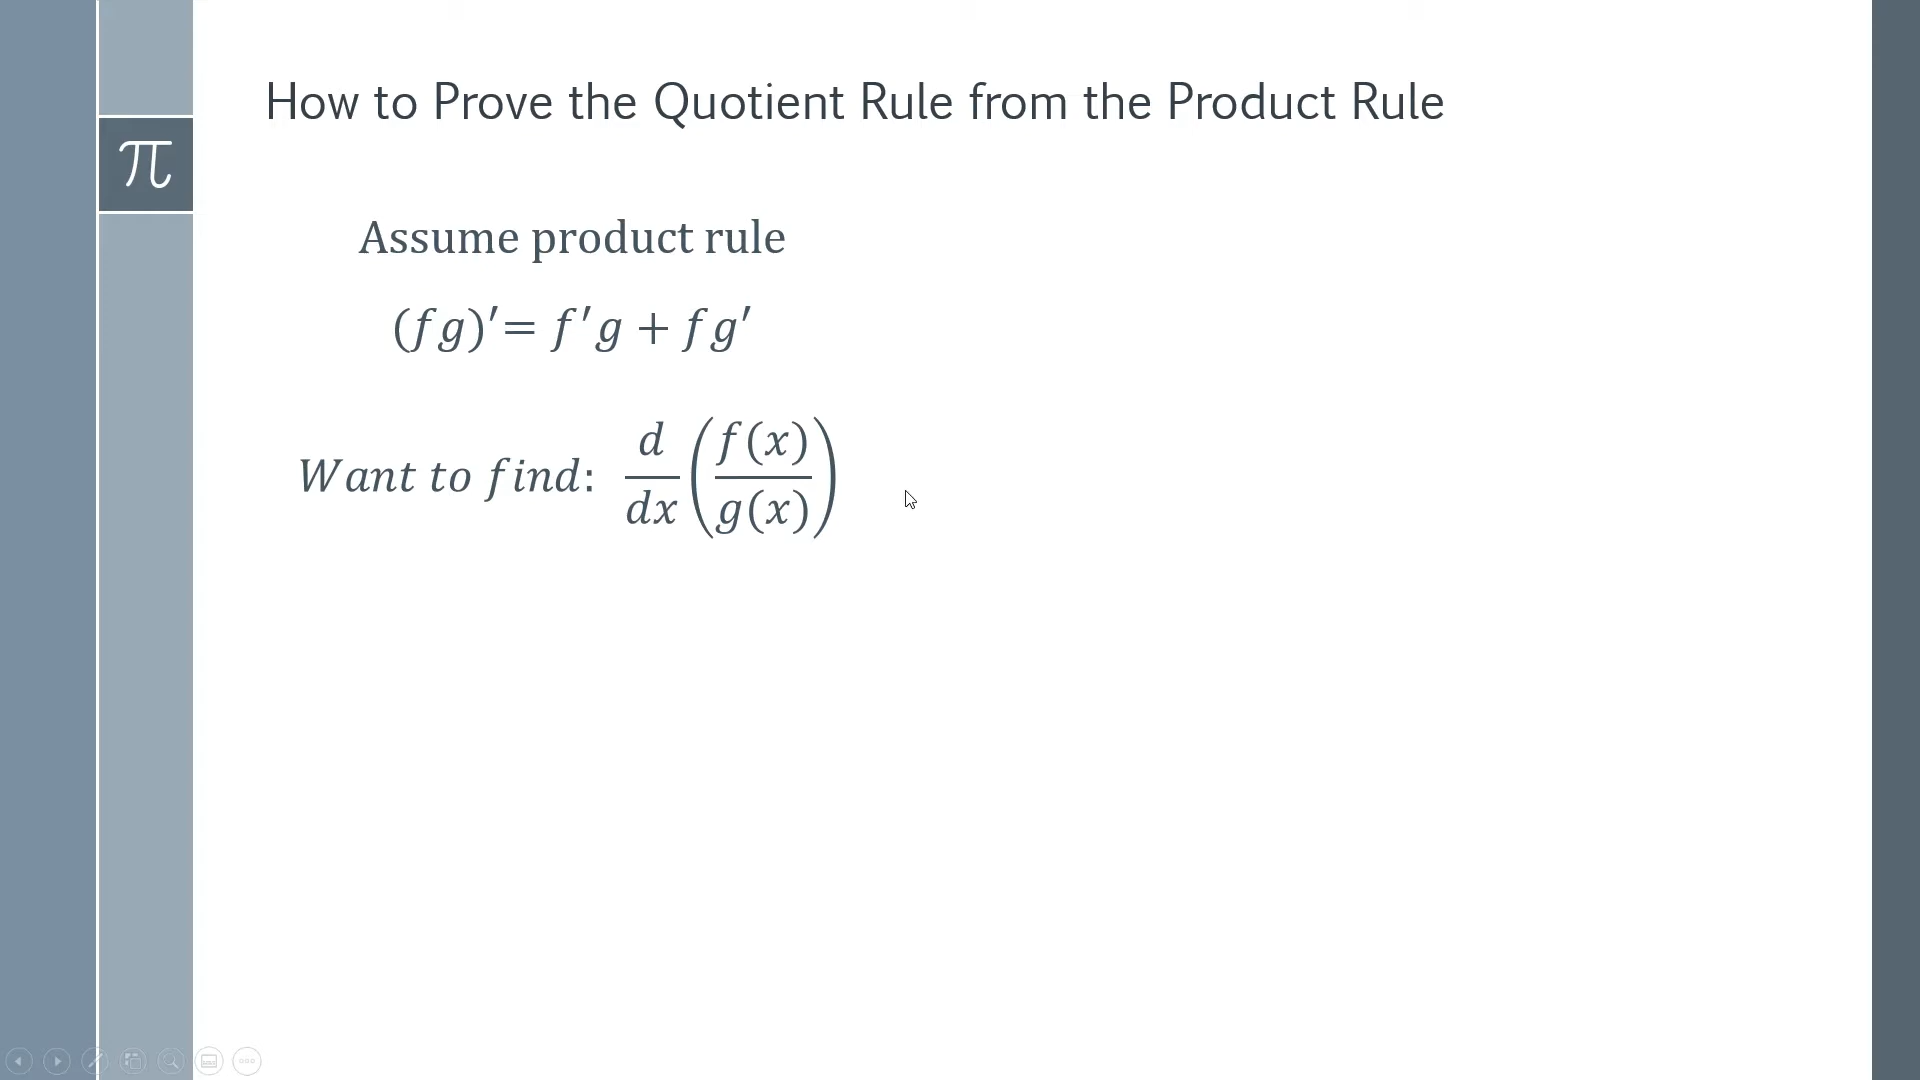 How to Prove the Quotient Rule from the Product Rule
π
Assume product rule
(fg)′= f′g + fg′
Want to find: d/dx (f(x)/g(x))